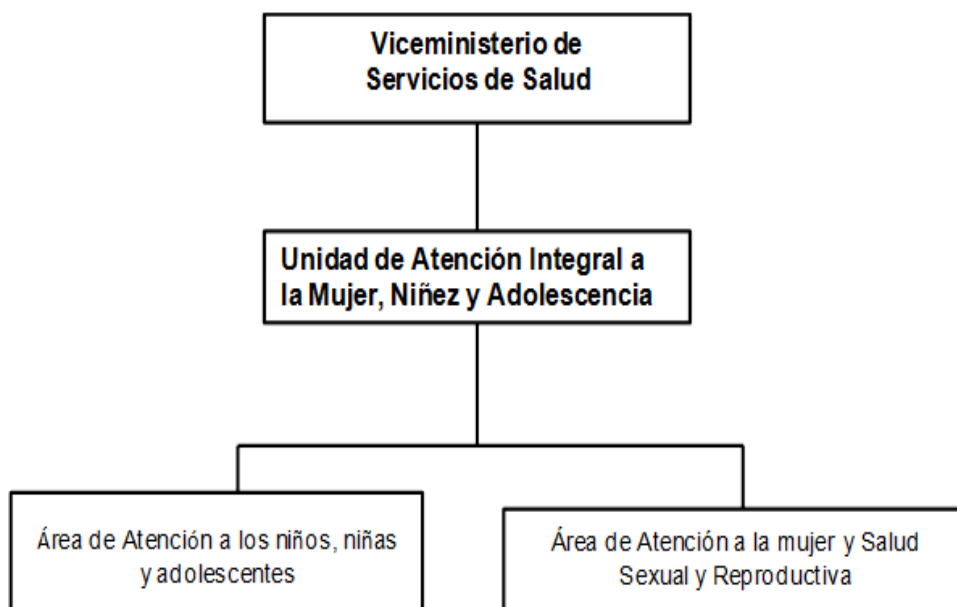 Viceministerio de
Servicios de Salud
Unidad de Atención Integral a
la Mujer, Niñez y Adolescencia
Área de Atención a los niños, niñas
y adolescentes
Área de Atención a la mujer y Salud
Sexual y Reproductiva